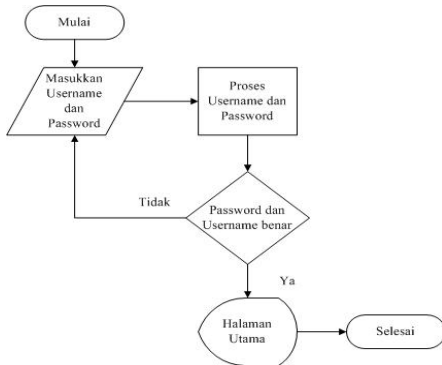 Mulai
Masukkan
Username
dan
Password
Proses
Username dan
Password
Password dan
Username benar
Tidak
Ya
Halaman
Utama
Selesai